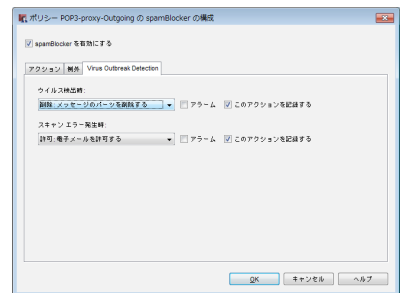 ポリシー POP3-proxy-Outgoing の spamBlocker の構成
spamBlocker を有効にする
アクション 例外 Virus Outbreak Detection
ウイルス検出時:
削除: メッセージのパーツを削除する アラーム このアクションを記録する
スキャン エラー発生時:
許可: 電子メールを許可する アラーム このアクションを記録する
OK キャンセル ヘルプ